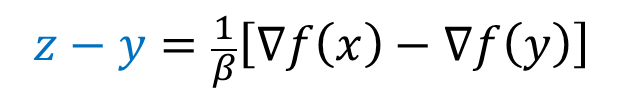 z − y = 1/β [∇f(x) − ∇f(y)]